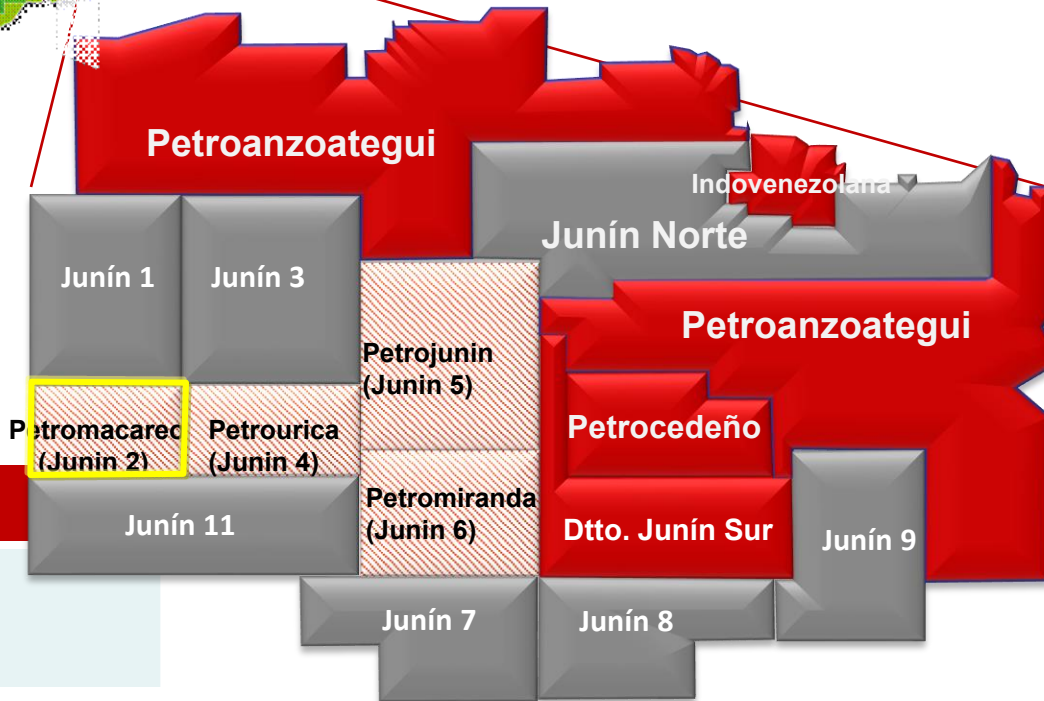 Petroanzoategui
Indovenezolana
Junín Norte
Junín 1
Junín 3
Petroanzoategui
Petrojunin
(Junin 5)
Petrocedeño
Petromacareo
(Junin 2)
Petrourica
(Junin 4)
Petromiranda
(Junin 6)
Junín 11
Dtto. Junín Sur
Junín 9
Junín 7
Junín 8